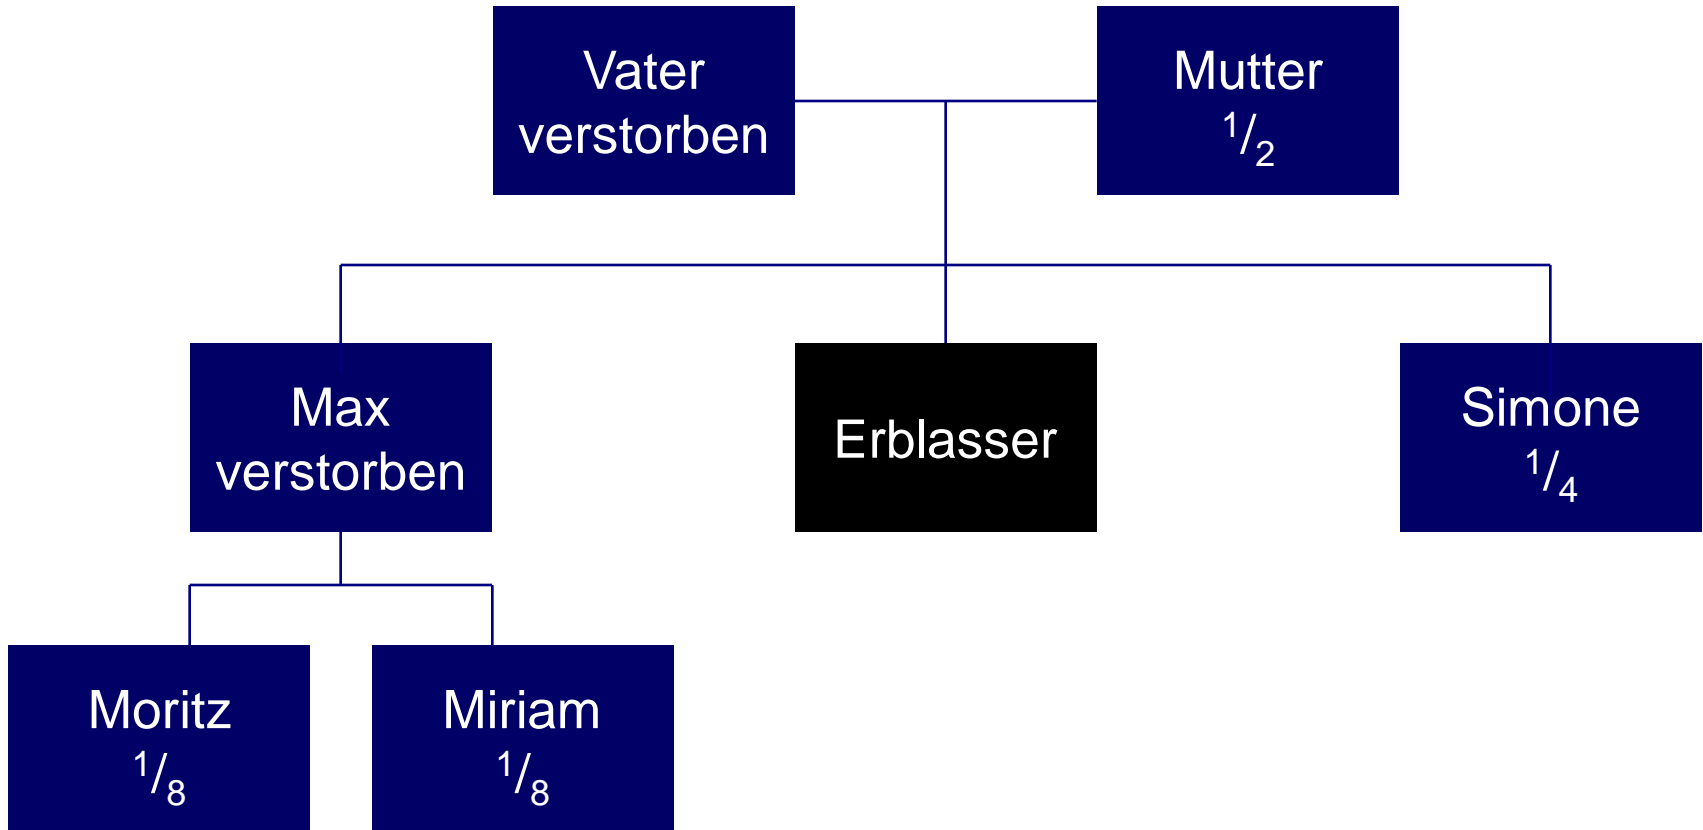 Vater
verstorben
Mutter
1/2
Max
verstorben
Erblasser
Simone
1/4
Moritz
1/8
Miriam
1/8